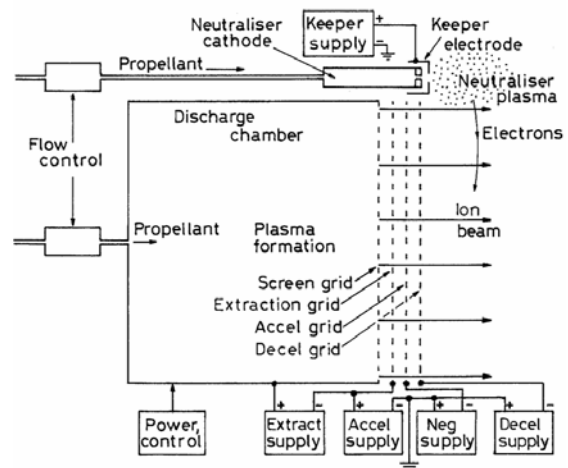 Neutraliser
cathode
Keeper
supply
+
-
Keeper
electrode
Propellant
Neutraliser
plasma
Discharge
chamber
Electrons
Flow
control
Propellant
Plasma
formation
Ion
beam
Screen grid
Extraction grid
Accel grid
Decel grid
Power,
control
+ -
Extract
supply
+ -
Accel
supply
+ -
Neg
supply
+ -
Decel
supply